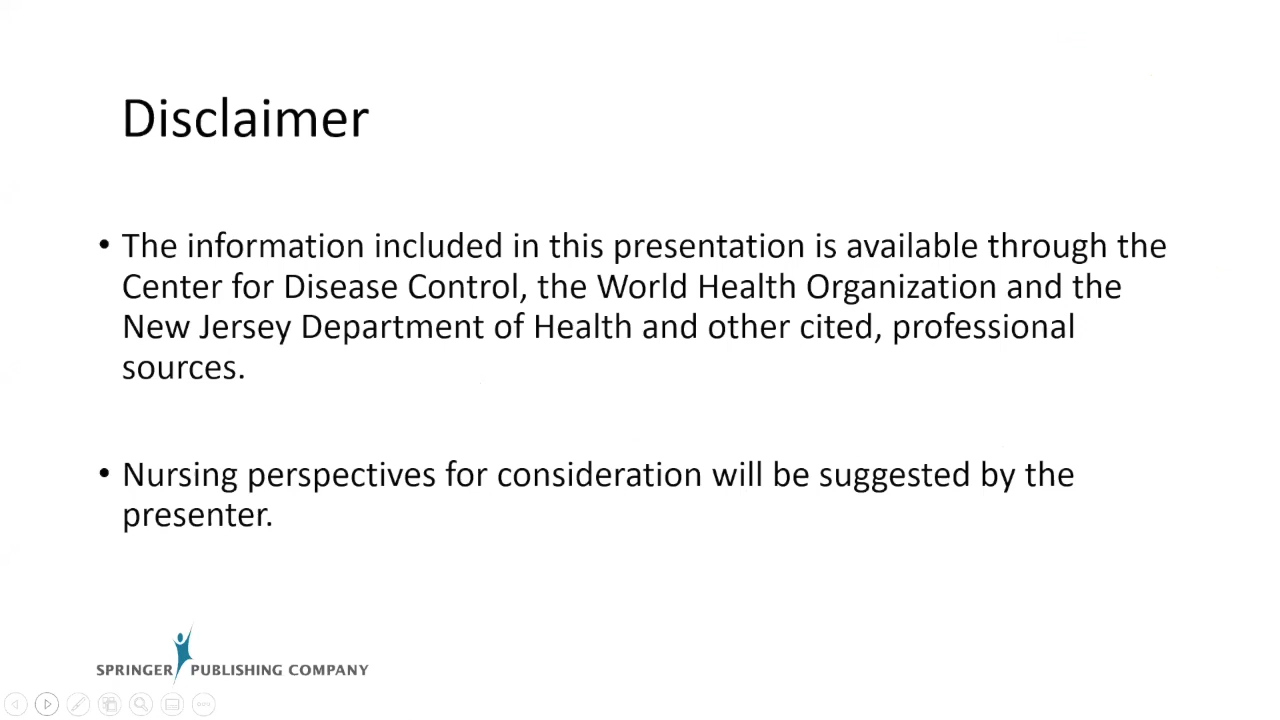 Disclaimer
• The information included in this presentation is available through the
Center for Disease Control, the World Health Organization and the
New Jersey Department of Health and other cited, professional
sources.
• Nursing perspectives for consideration will be suggested by the
presenter.
SPRINGER PUBLISHING COMPANY